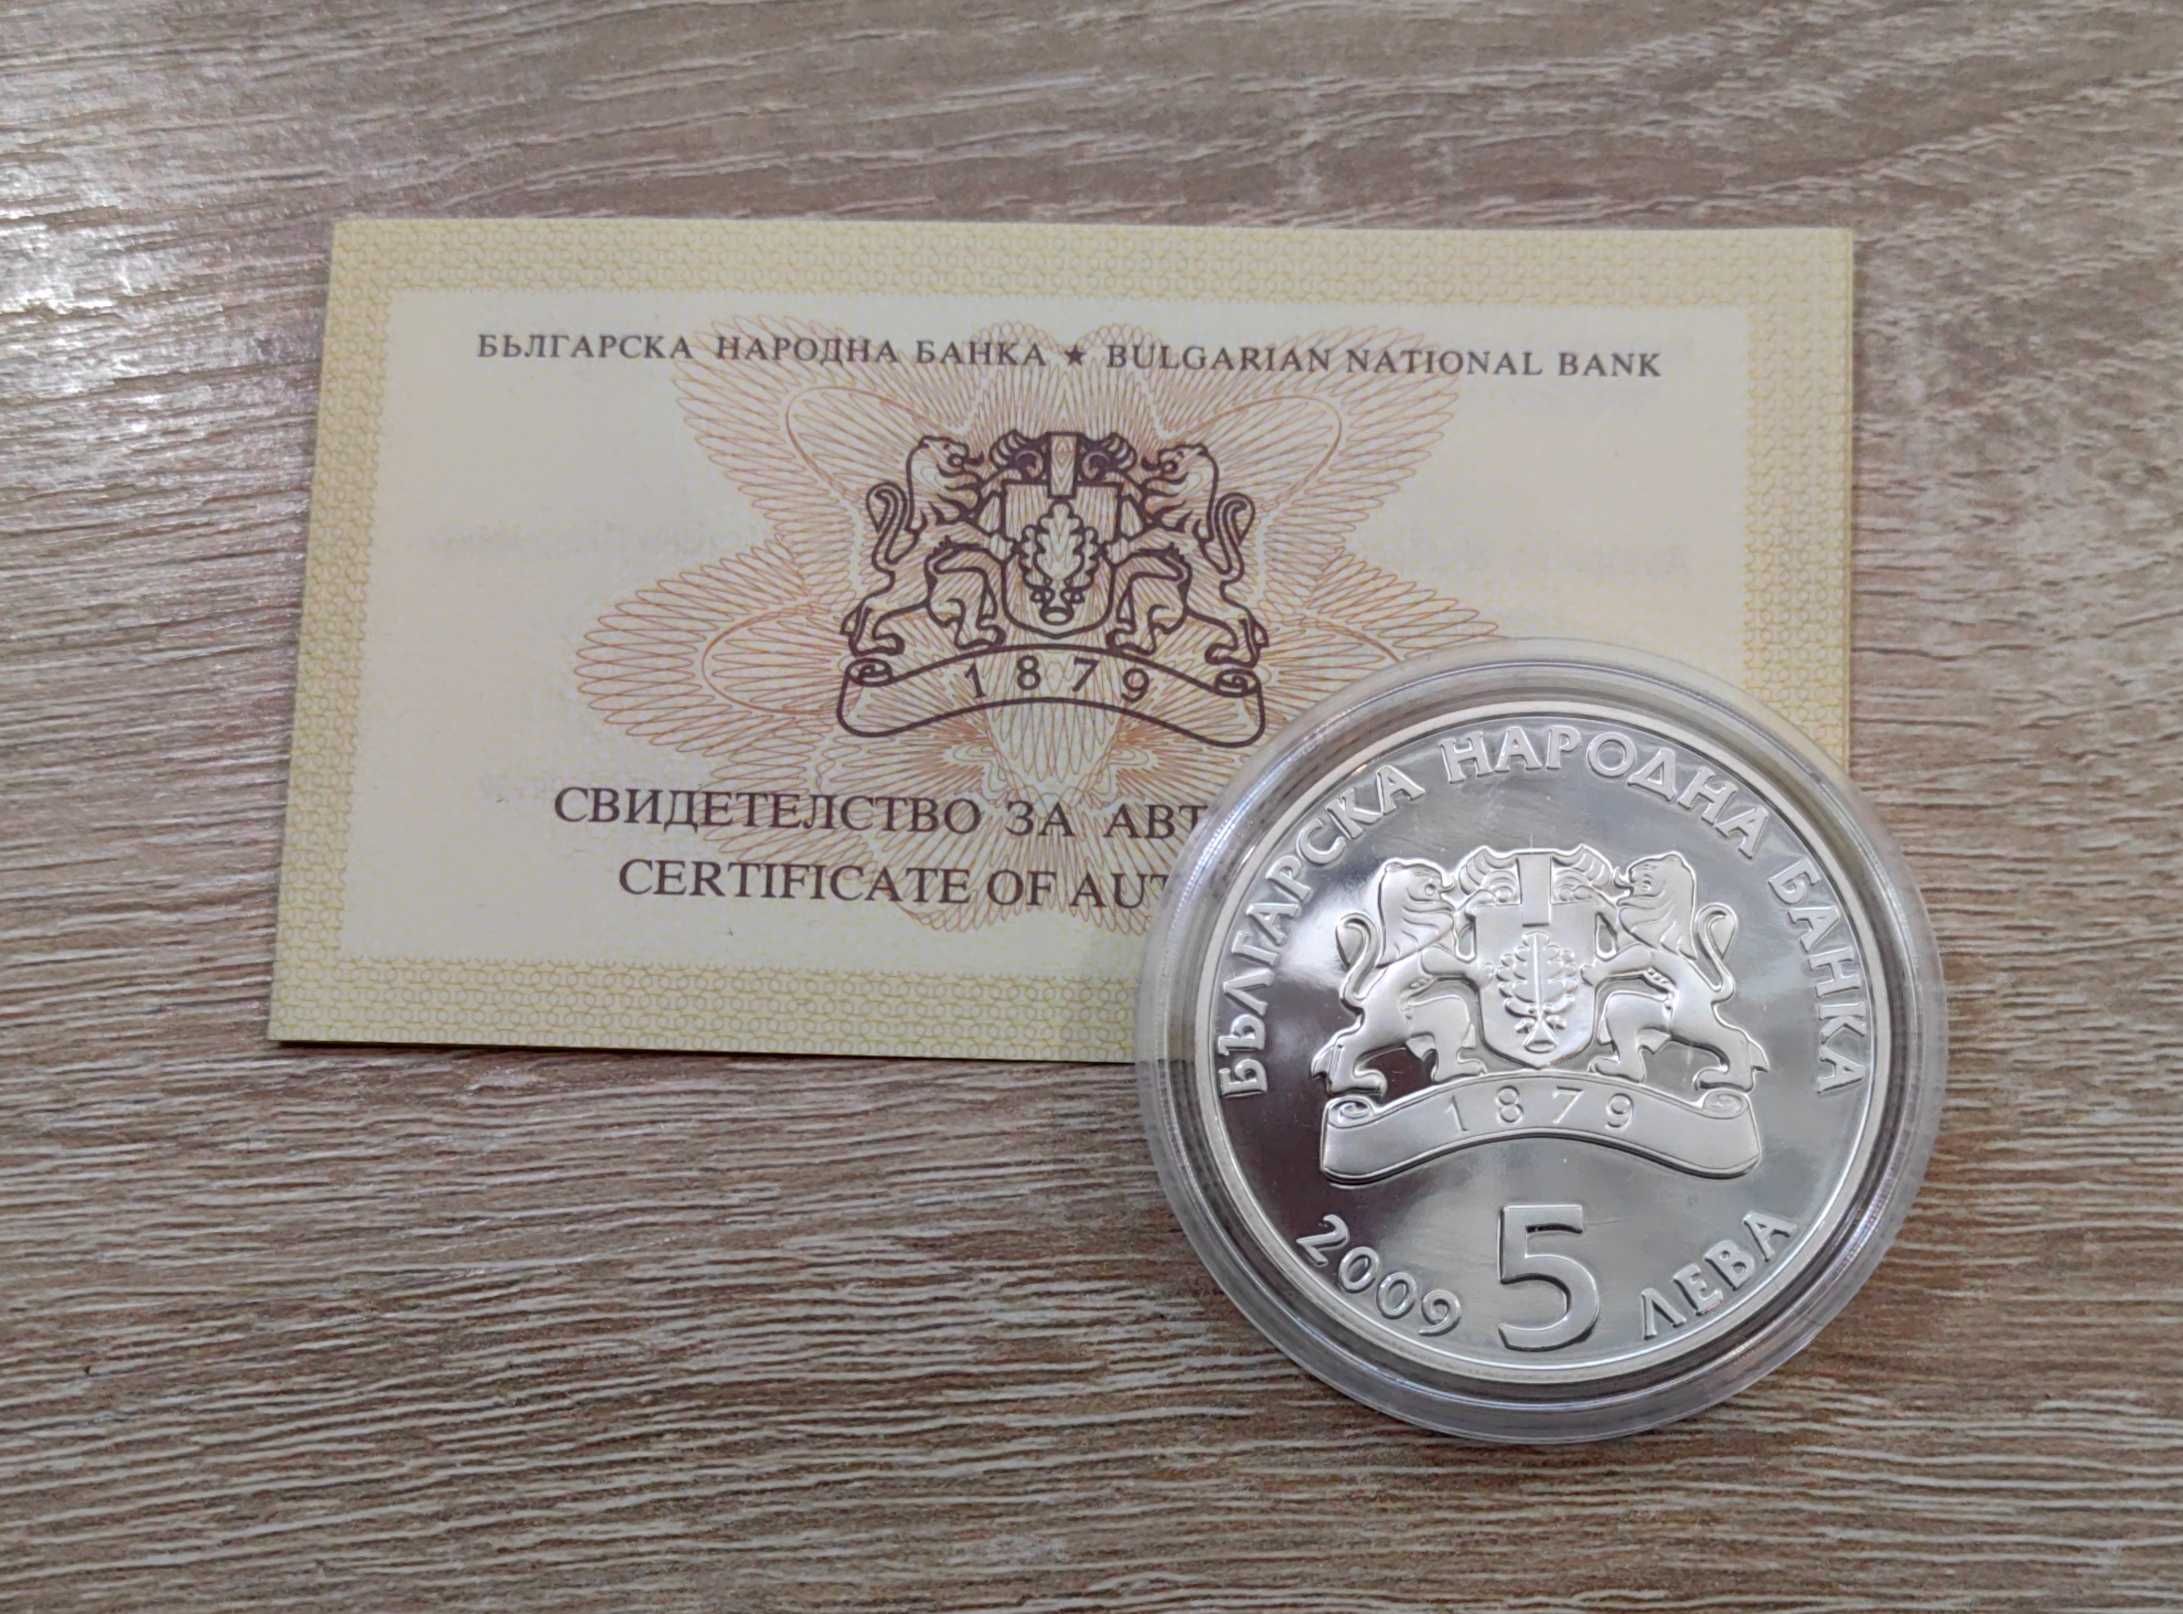 БЪЛГАРСКА НАРОДНА БАНКА ★ BULGARIAN NATIONAL BANK
1879
СВИДЕТЕЛСТВО ЗА АВТ
CERTIFICATE OF AUT
БЪЛГАРСКА НАРОДНА БАНКА
1879
2009 5 ЛЕВА